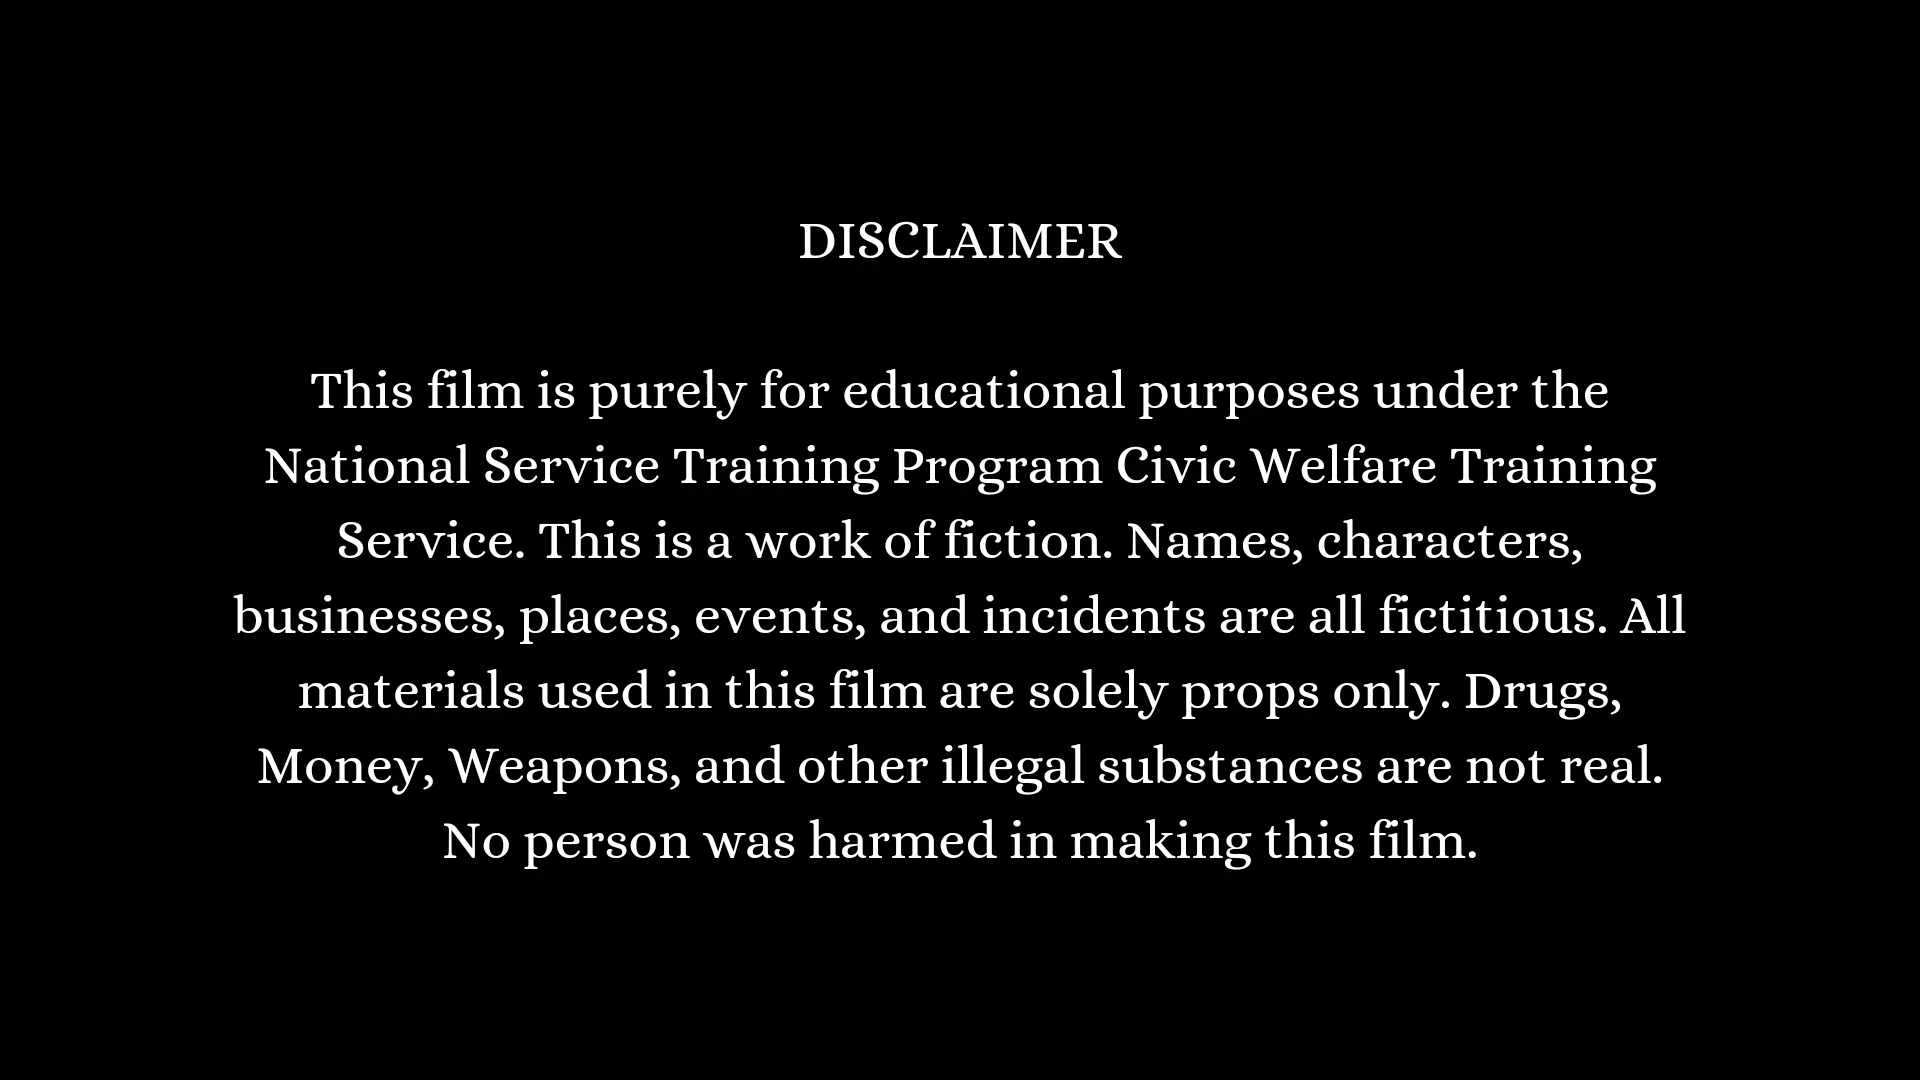 DISCLAIMER
This film is purely for educational purposes under the
National Service Training Program Civic Welfare Training
Service. This is a work of fiction. Names, characters,
businesses, places, events, and incidents are all fictitious. All
materials used in this film are solely props only. Drugs,
Money, Weapons, and other illegal substances are not real.
No person was harmed in making this film.